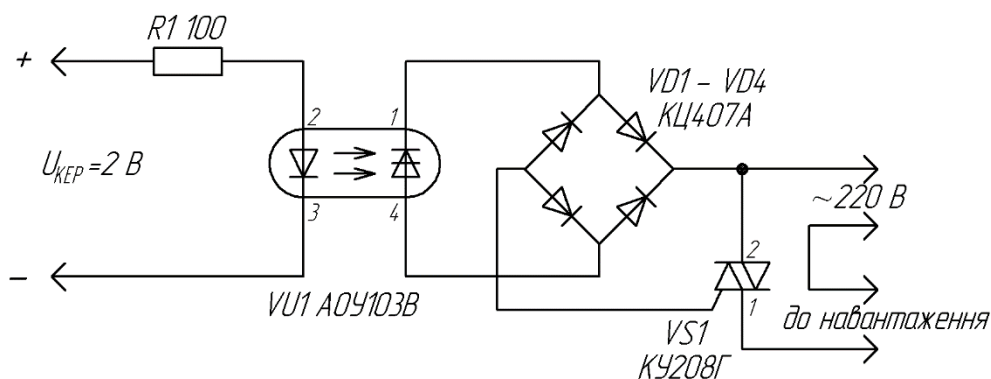 R1 100
+
2
1
VD1 – VD4
КЦ407А
UКЕР=2 В
~220 В
3
4
2
–
VU1 АОУ103В
1
до навантаження
VS1
КУ208Г